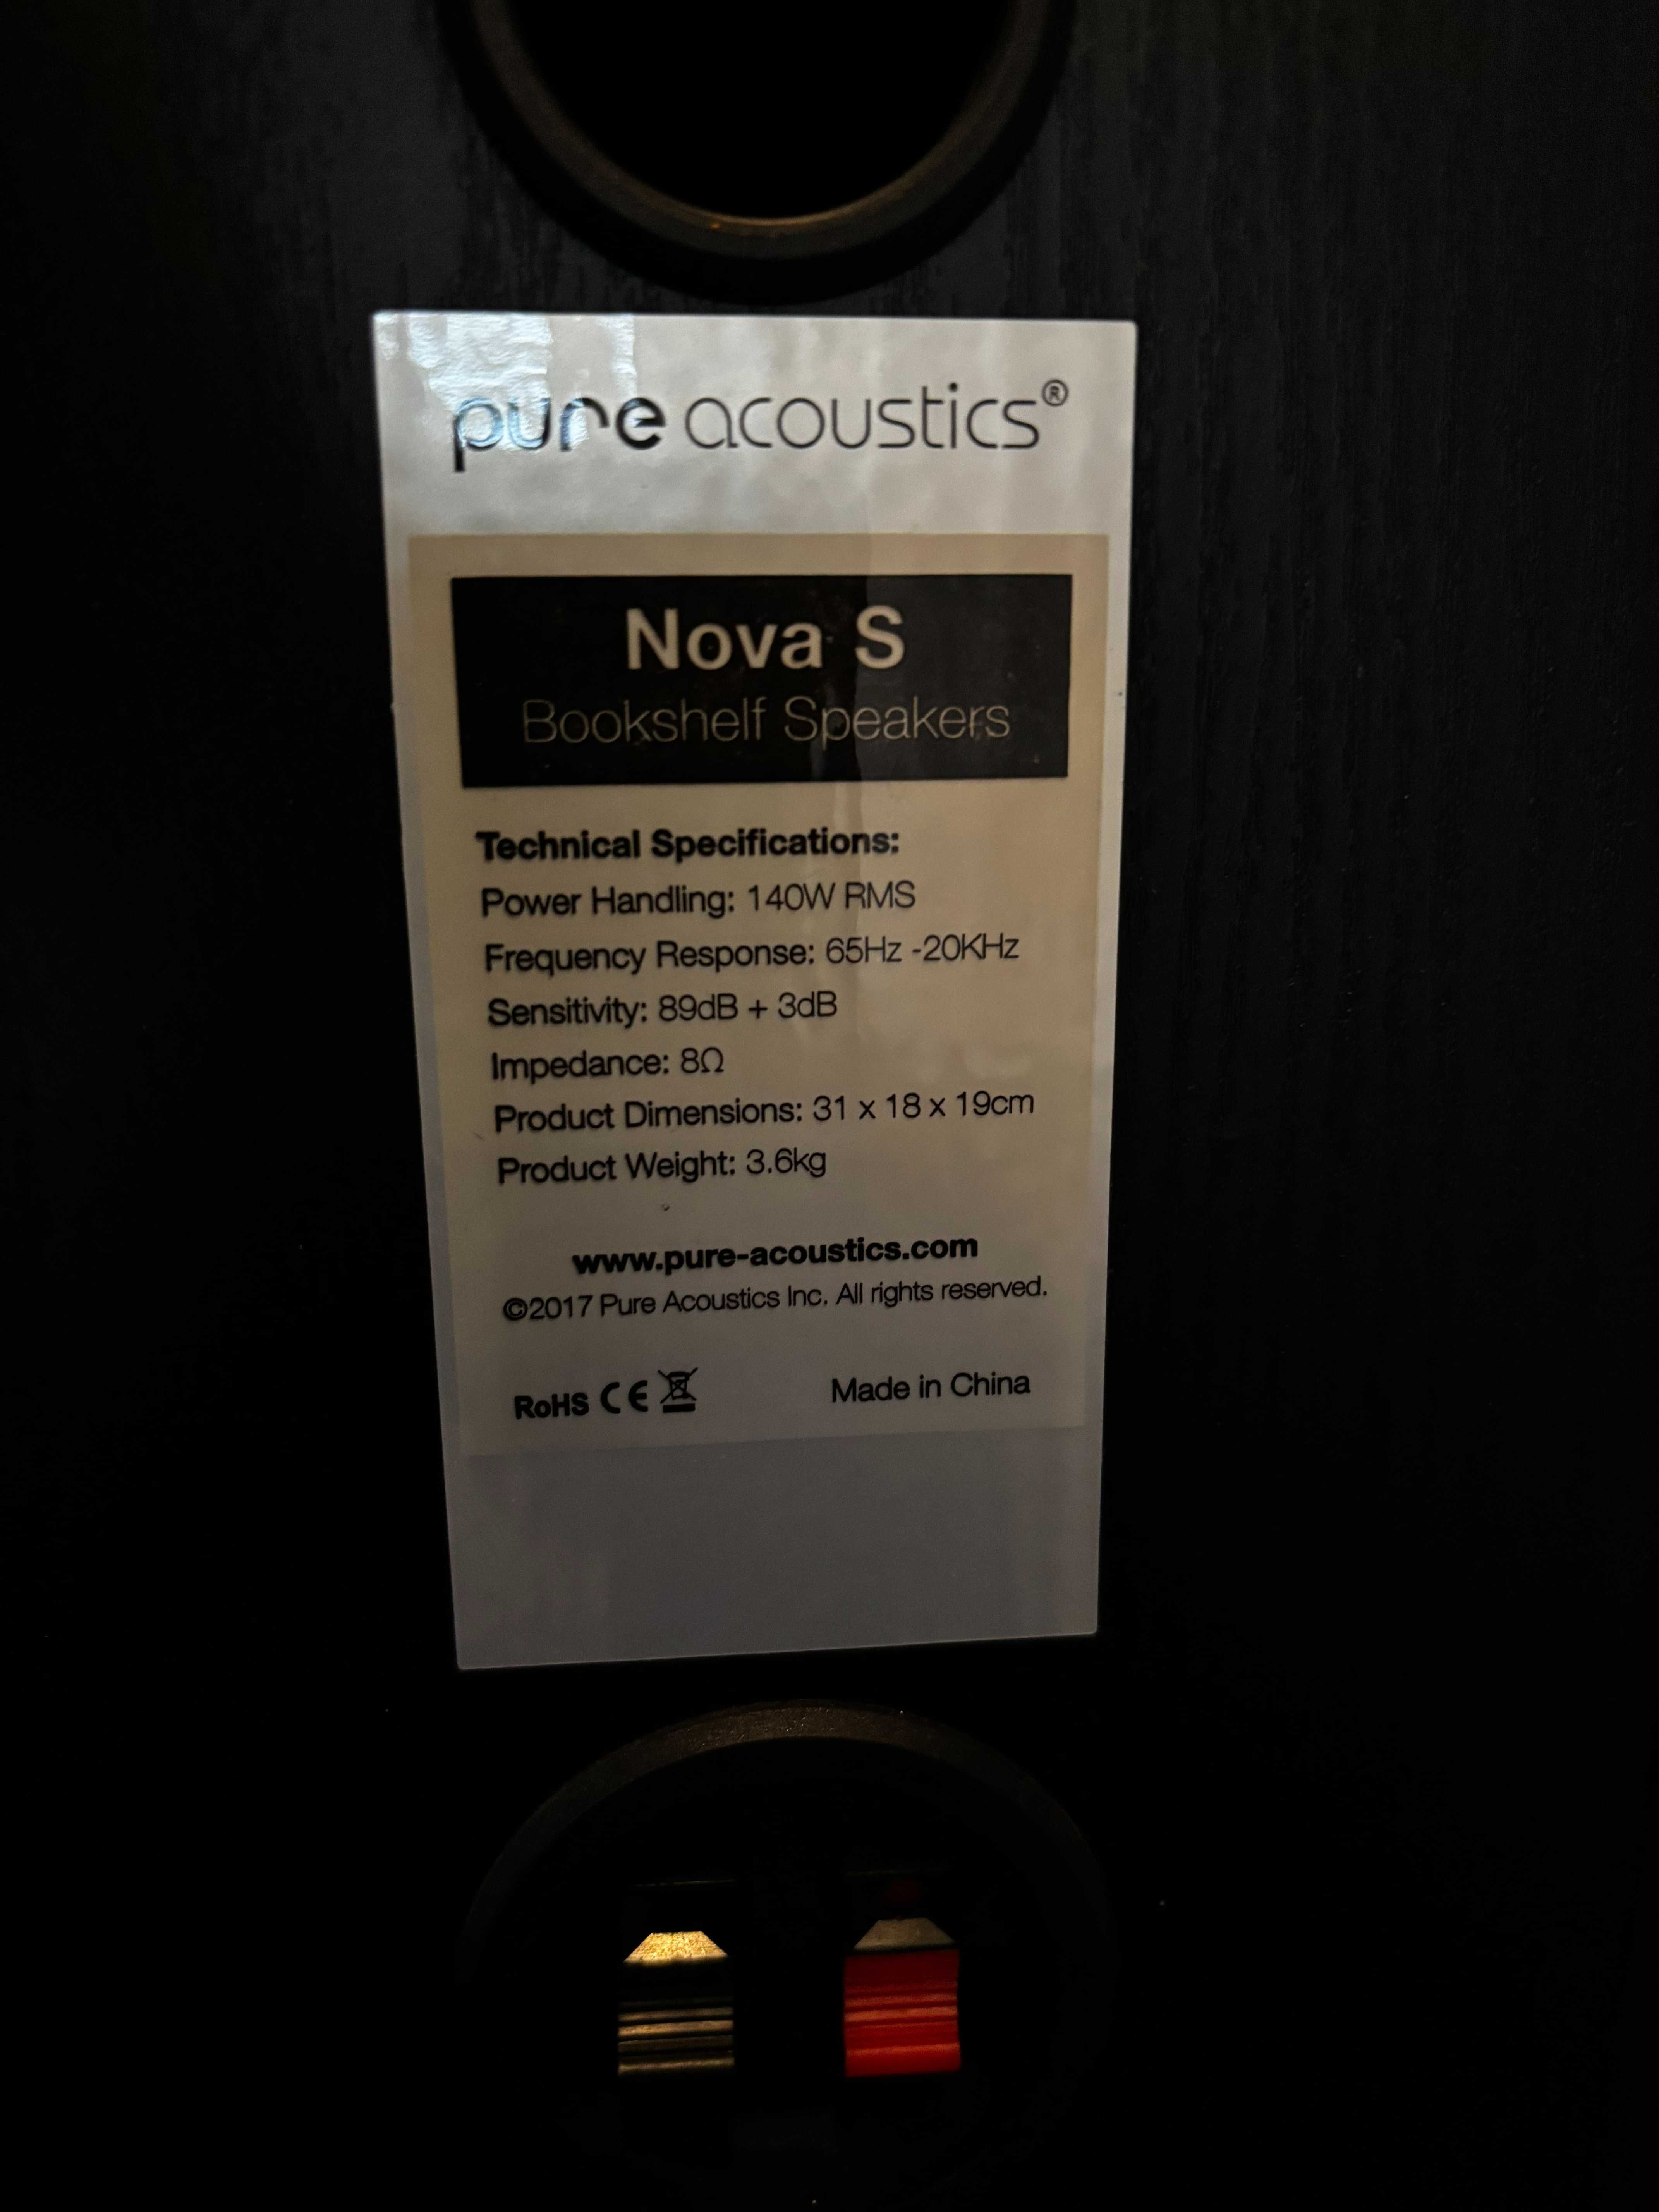 pure acoustics®
Nova S
Bookshelf Speakers
Technical Specifications:
Power Handling: 140W RMS
Frequency Response: 65Hz -20KHz
Sensitivity: 89dB + 3dB
Impedance: 8Ω
Product Dimensions: 31 x 18 x 19cm
Product Weight: 3.6kg
www.pure-acoustics.com
©2017 Pure Acoustics Inc. All rights reserved.
RoHS CE Made in China